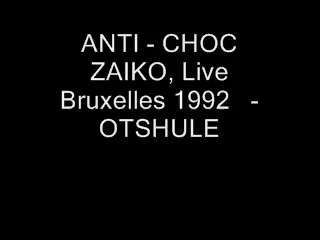 ANTI - CHOC
ZAIKO, Live
Bruxelles 1992   -
OTSHULE